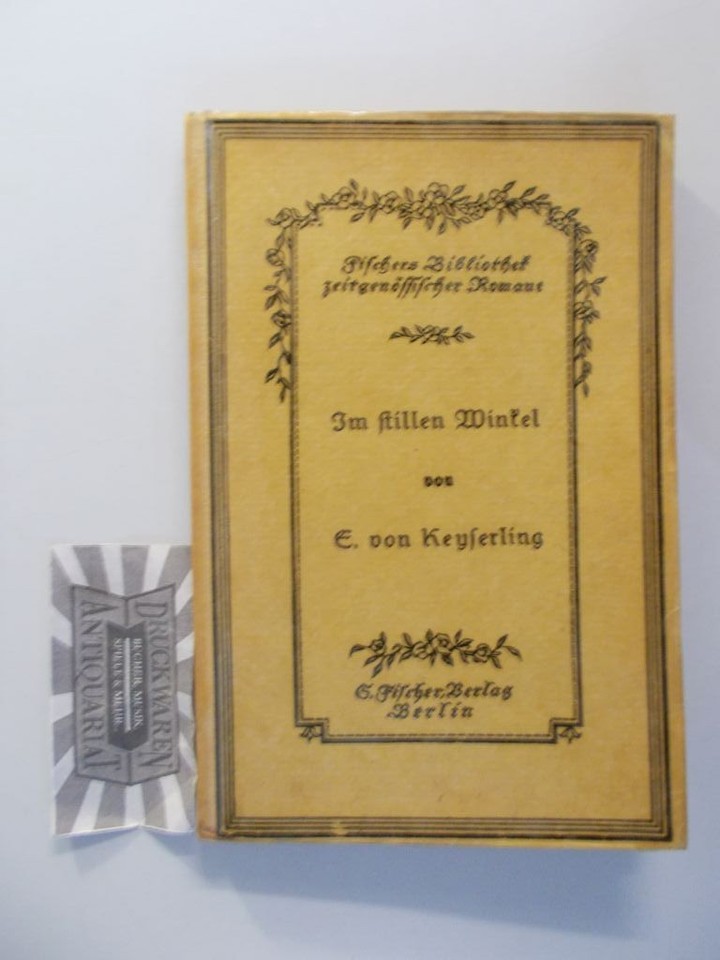 Fischers Bibliothek
zeitgenössischer Romane
Im stillen Winkel
von
E. von Keyserling
S. Fischer, Verlag
Berlin
DRUCKWAREN
BÜCHER, MUSIK,
SPIELE & MEHR...
ANTIQUARIAT